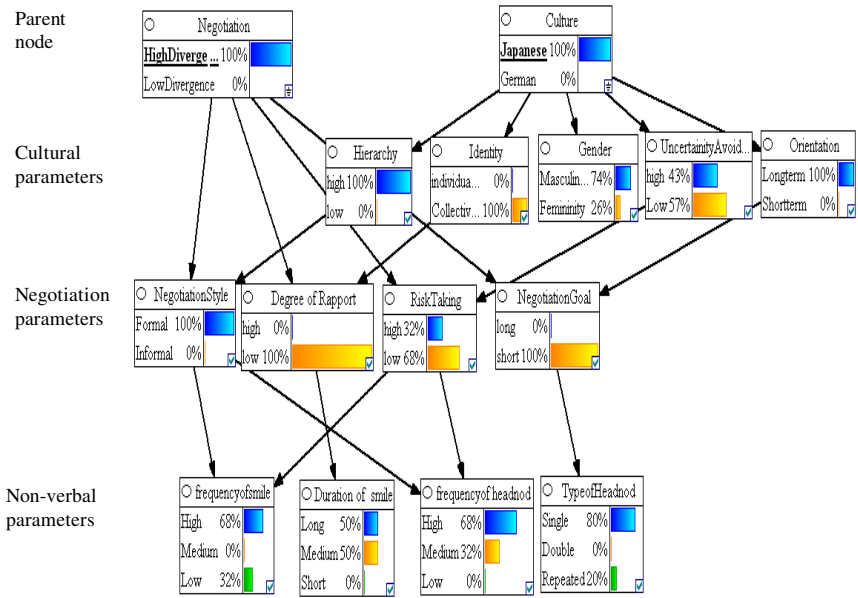 Parent
node
Negotiation
HighDiverge ... 100%
LowDivergence 0%
Culture
Japanese 100%
German 0%
Cultural
parameters
Hierarchy
high 100%
low 0%
Identity
individua... 0%
Collectiv... 100%
Gender
Masculin... 74%
Femininity 26%
UncertainityAvoid...
high 43%
Low 57%
Orientation
Longterm 100%
Shortterm 0%
Negotiation
parameters
NegotiationStyle
Formal 100%
Informal 0%
Degree of Rapport
high 0%
low 100%
RiskTaking
high 32%
low 68%
NegotiationGoal
long 0%
short 100%
Non-verbal
parameters
frequencyofsmile
High 68%
Medium 0%
Low 32%
Duration of smile
Long 50%
Medium 50%
Short 0%
frequencyof headnod
High 68%
Medium 32%
Low 0%
TypeofHeadnod
Single 80%
Double 0%
Repeated 20%